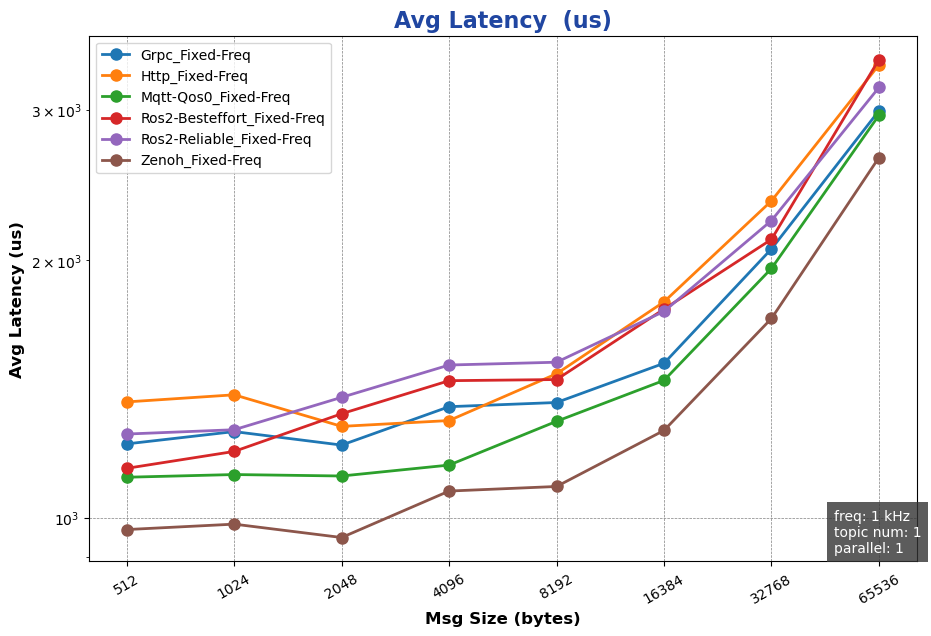 Avg Latency  (us)
Grpc_Fixed-Freq
Http_Fixed-Freq
Mqtt-Qos0_Fixed-Freq
Ros2-Besteffort_Fixed-Freq
Ros2-Reliable_Fixed-Freq
Zenoh_Fixed-Freq
3 × 10³
2 × 10³
10³
Avg Latency (us)
freq: 1 kHz
topic num: 1
parallel: 1
512 1024 2048 4096 8192 16384 32768 65536
Msg Size (bytes)